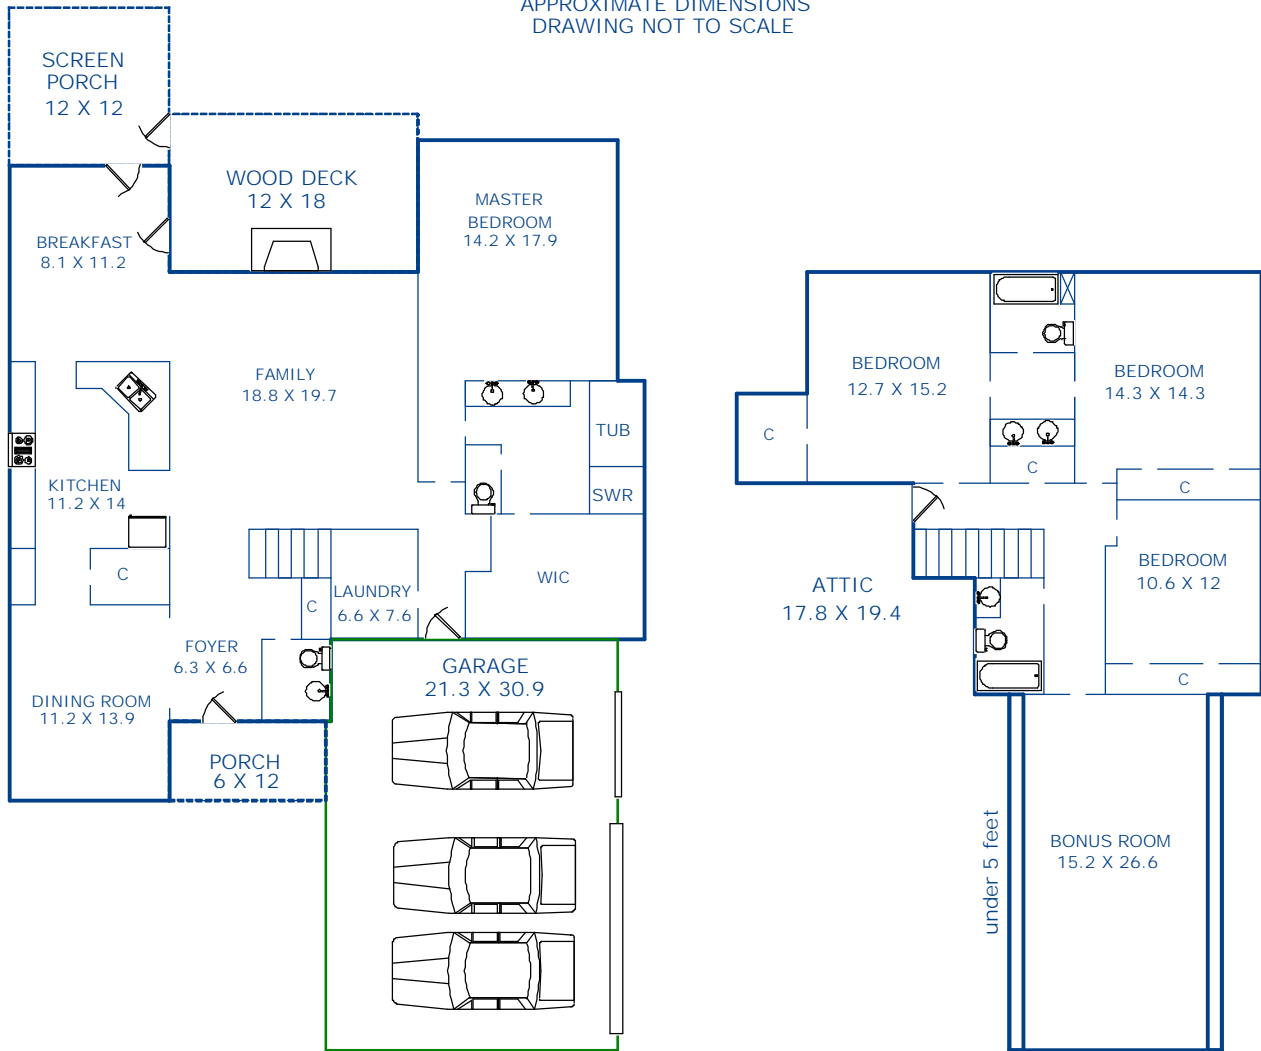 APPROXIMATE DIMENSIONS
DRAWING NOT TO SCALE
SCREEN
PORCH
12 X 12
WOOD DECK
12 X 18
MASTER
BEDROOM
14.2 X 17.9
BREAKFAST
8.1 X 11.2
FAMILY
18.8 X 19.7
TUB
SWR
KITCHEN
11.2 X 14
C
C
LAUNDRY
6.6 X 7.6
WIC
FOYER
6.3 X 6.6
DINING ROOM
11.2 X 13.9
PORCH
6 X 12
GARAGE
21.3 X 30.9
BEDROOM
12.7 X 15.2
BEDROOM
14.3 X 14.3
C
C
C
BEDROOM
10.6 X 12
ATTIC
17.8 X 19.4
C
under 5 feet
BONUS ROOM
15.2 X 26.6